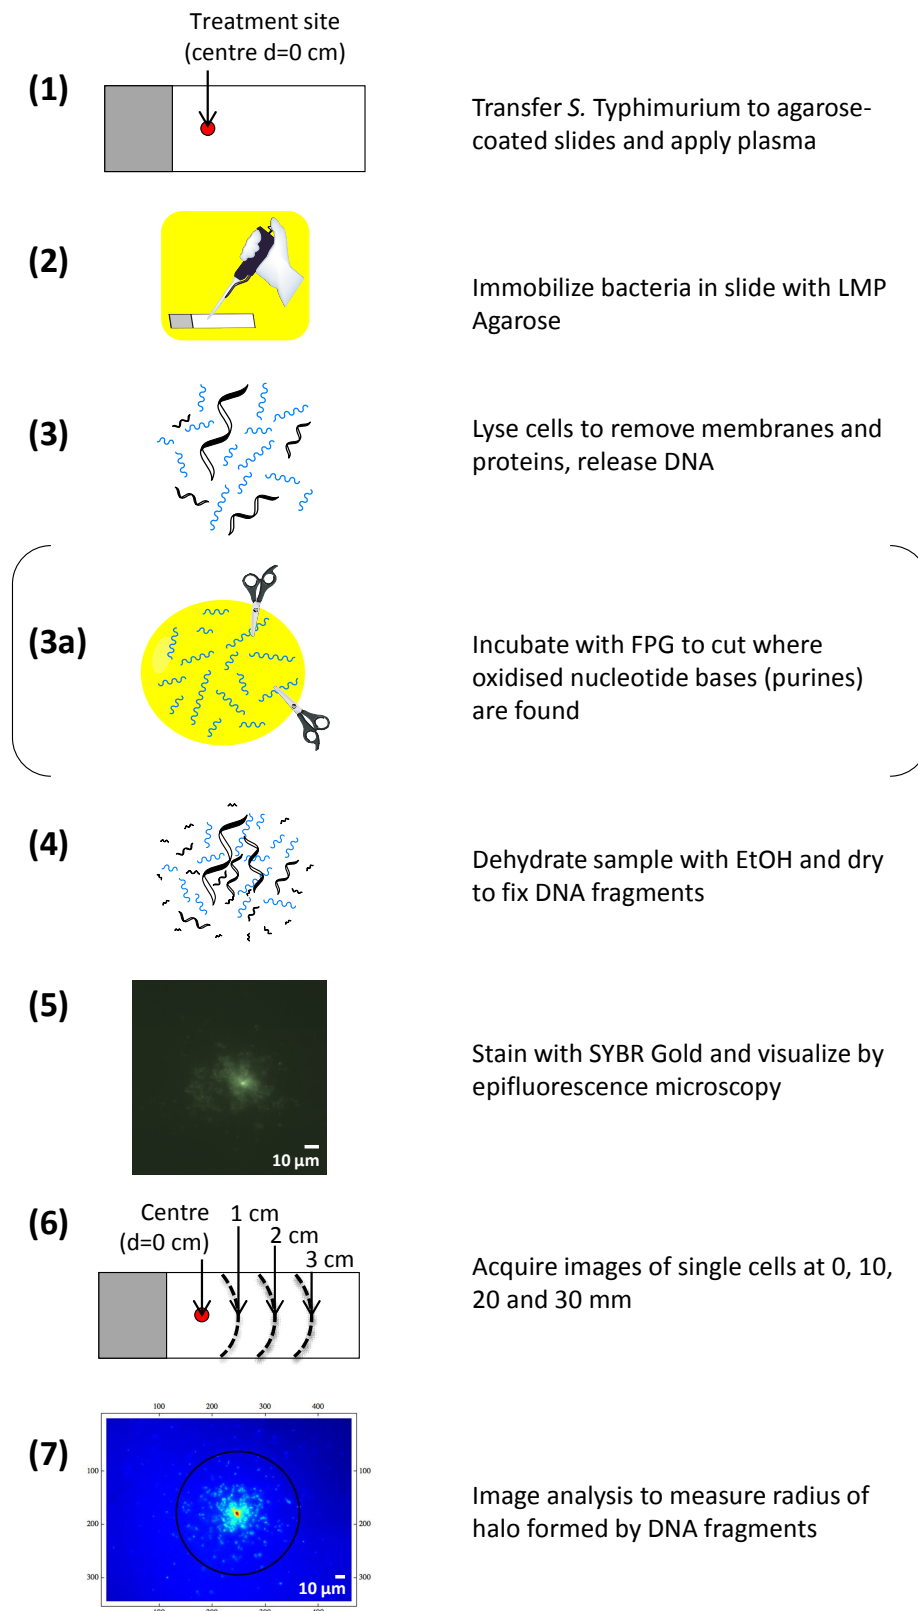 Treatment site
(centre d=0 cm)
(1)
Transfer S. Typhimurium to agarose-
coated slides and apply plasma
(2)
Immobilize bacteria in slide with LMP
Agarose
(3)
Lyse cells to remove membranes and
proteins, release DNA
(3a)
Incubate with FPG to cut where
oxidised nucleotide bases (purines)
are found
(4)
Dehydrate sample with EtOH and dry
to fix DNA fragments
(5)
10 µm
Stain with SYBR Gold and visualize by
epifluorescence microscopy
(6)
Centre
(d=0 cm)
1 cm
2 cm
3 cm
Acquire images of single cells at 0, 10,
20 and 30 mm
(7)
100 200 300 400
100 100
200 200
300 300
10 µm
100 200 300 400
Image analysis to measure radius of
halo formed by DNA fragments